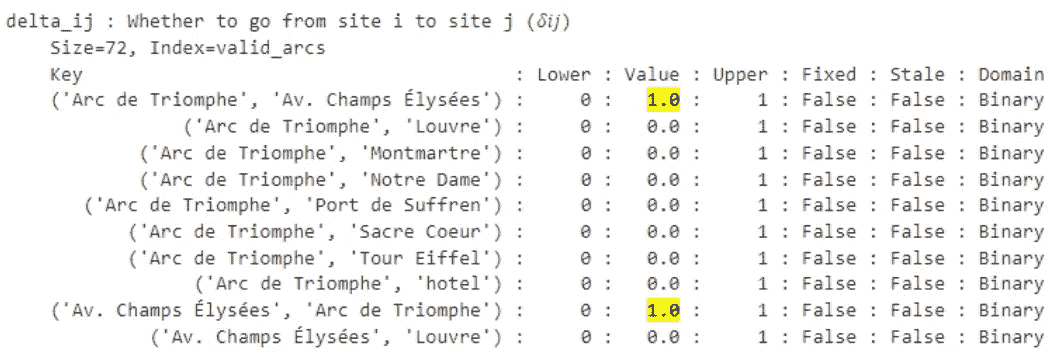 delta_ij : Whether to go from site i to site j (𝛿𝑖𝑗)
Size=72, Index=valid_arcs
Key : Lower : Value : Upper : Fixed : Stale : Domain
('Arc de Triomphe', 'Av. Champs Élysées') : 0 : 1.0 : 1 : False : False : Binary
('Arc de Triomphe', 'Louvre') : 0 : 0.0 : 1 : False : False : Binary
('Arc de Triomphe', 'Montmartre') : 0 : 0.0 : 1 : False : False : Binary
('Arc de Triomphe', 'Notre Dame') : 0 : 0.0 : 1 : False : False : Binary
('Arc de Triomphe', 'Port de Suffren') : 0 : 0.0 : 1 : False : False : Binary
('Arc de Triomphe', 'Sacre Coeur') : 0 : 0.0 : 1 : False : False : Binary
('Arc de Triomphe', 'Tour Eiffel') : 0 : 0.0 : 1 : False : False : Binary
('Arc de Triomphe', 'hotel') : 0 : 0.0 : 1 : False : False : Binary
('Av. Champs Élysées', 'Arc de Triomphe') : 0 : 1.0 : 1 : False : False : Binary
('Av. Champs Élysées', 'Louvre') : 0 : 0.0 : 1 : False : False : Binary